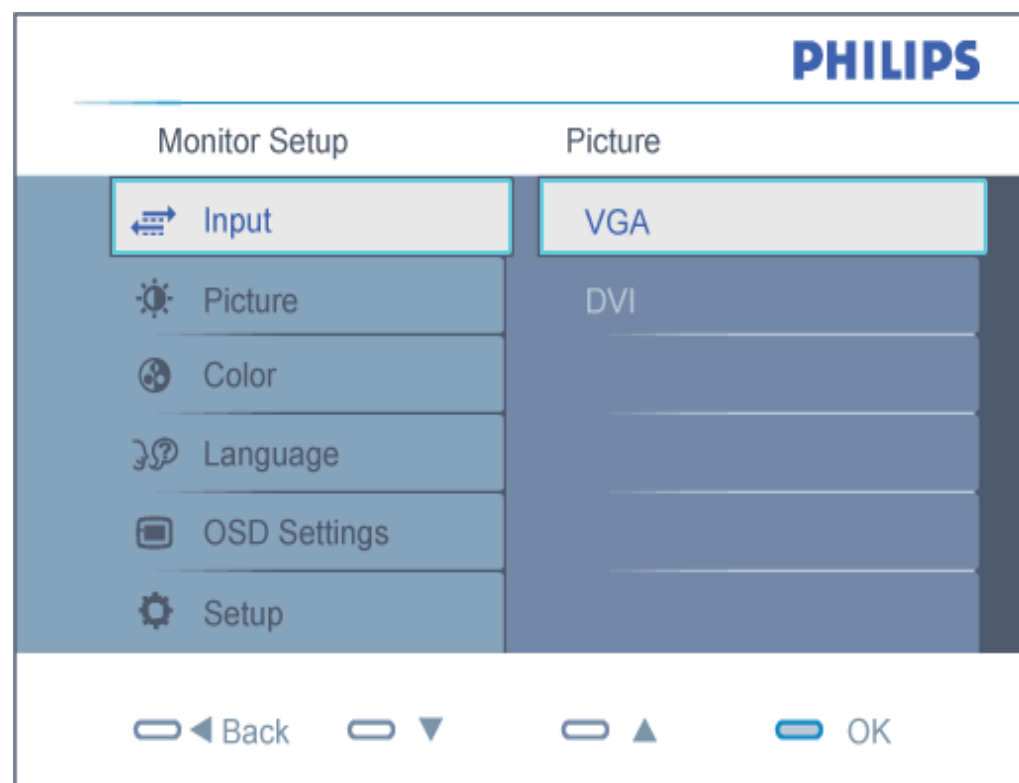 PHILIPS
Monitor Setup Picture
Input VGA
Picture DVI
Color
Language
OSD Settings
Setup
Back OK